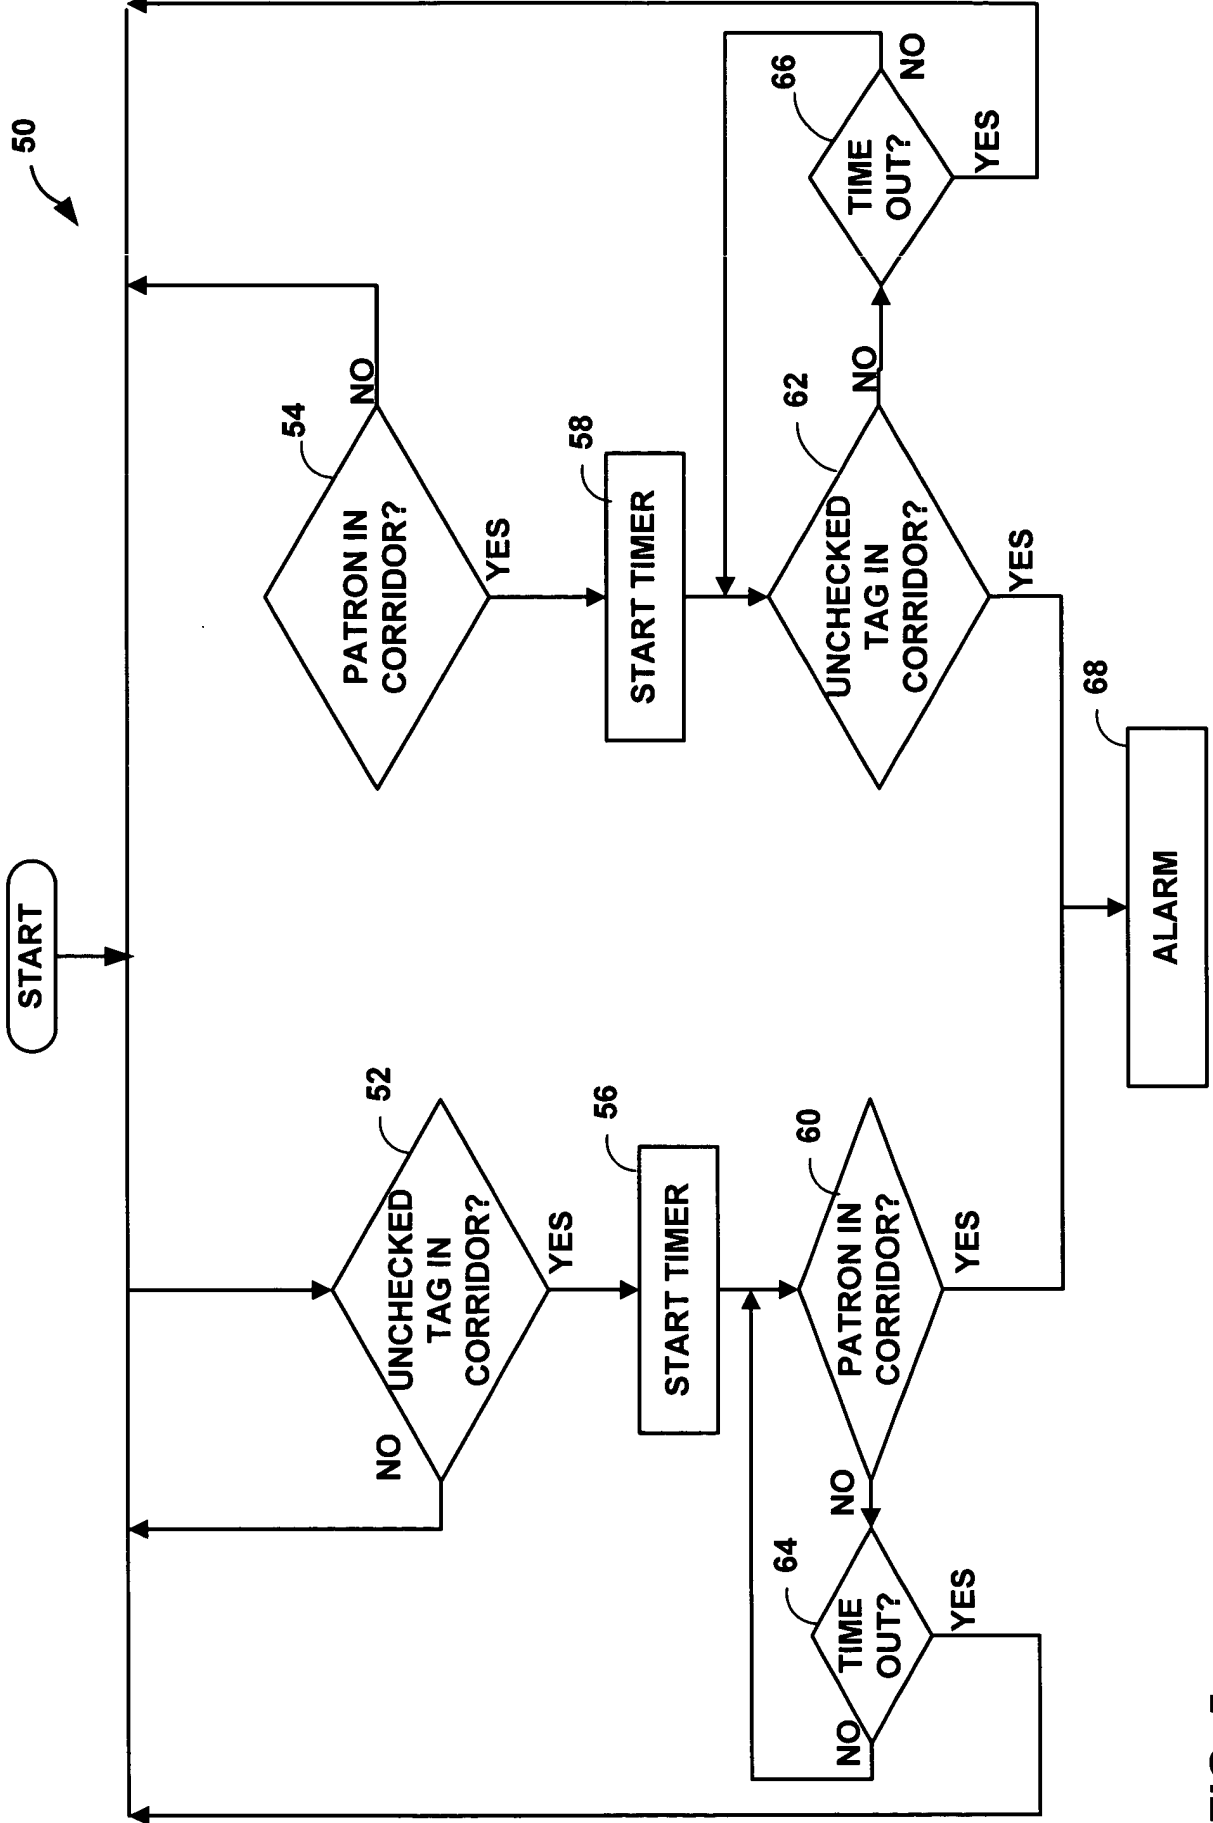 50
START
52
UNCHECKED
TAG IN
CORRIDOR?
NO
YES
54
PATRON IN
CORRIDOR?
NO
YES
56
START TIMER
58
START TIMER
60
PATRON IN
CORRIDOR?
NO
YES
62
UNCHECKED
TAG IN
CORRIDOR?
NO
YES
64
TIME
OUT?
NO
YES
66
TIME
OUT?
NO
YES
68
ALARM